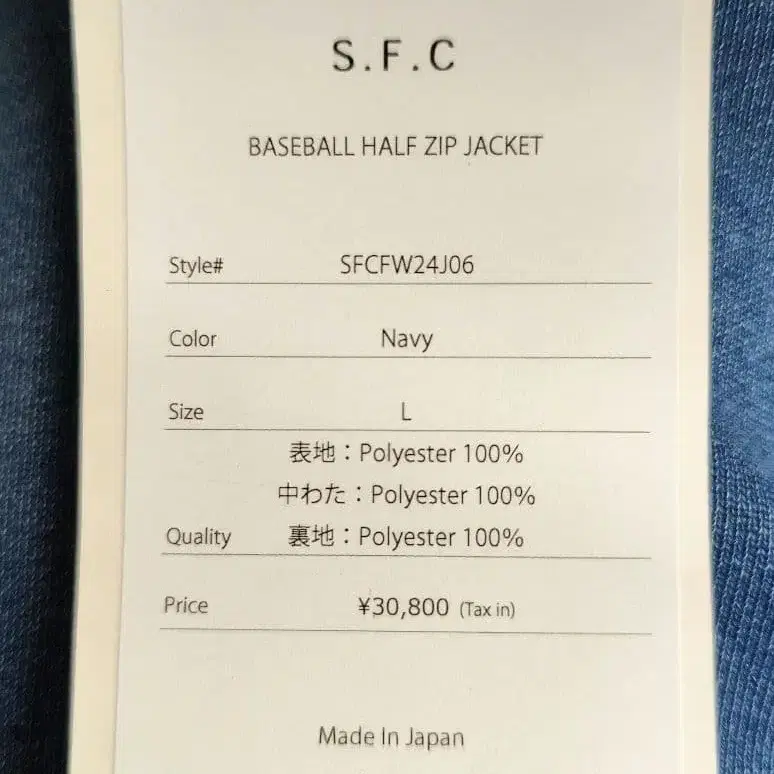 S.F.C
BASEBALL HALF ZIP JACKET
Style# SFCFW24J06
Color Navy
Size L
表地：Polyester 100%
中わた：Polyester 100%
Quality 裏地：Polyester 100%
Price ¥30,800 (Tax in)
Made In Japan